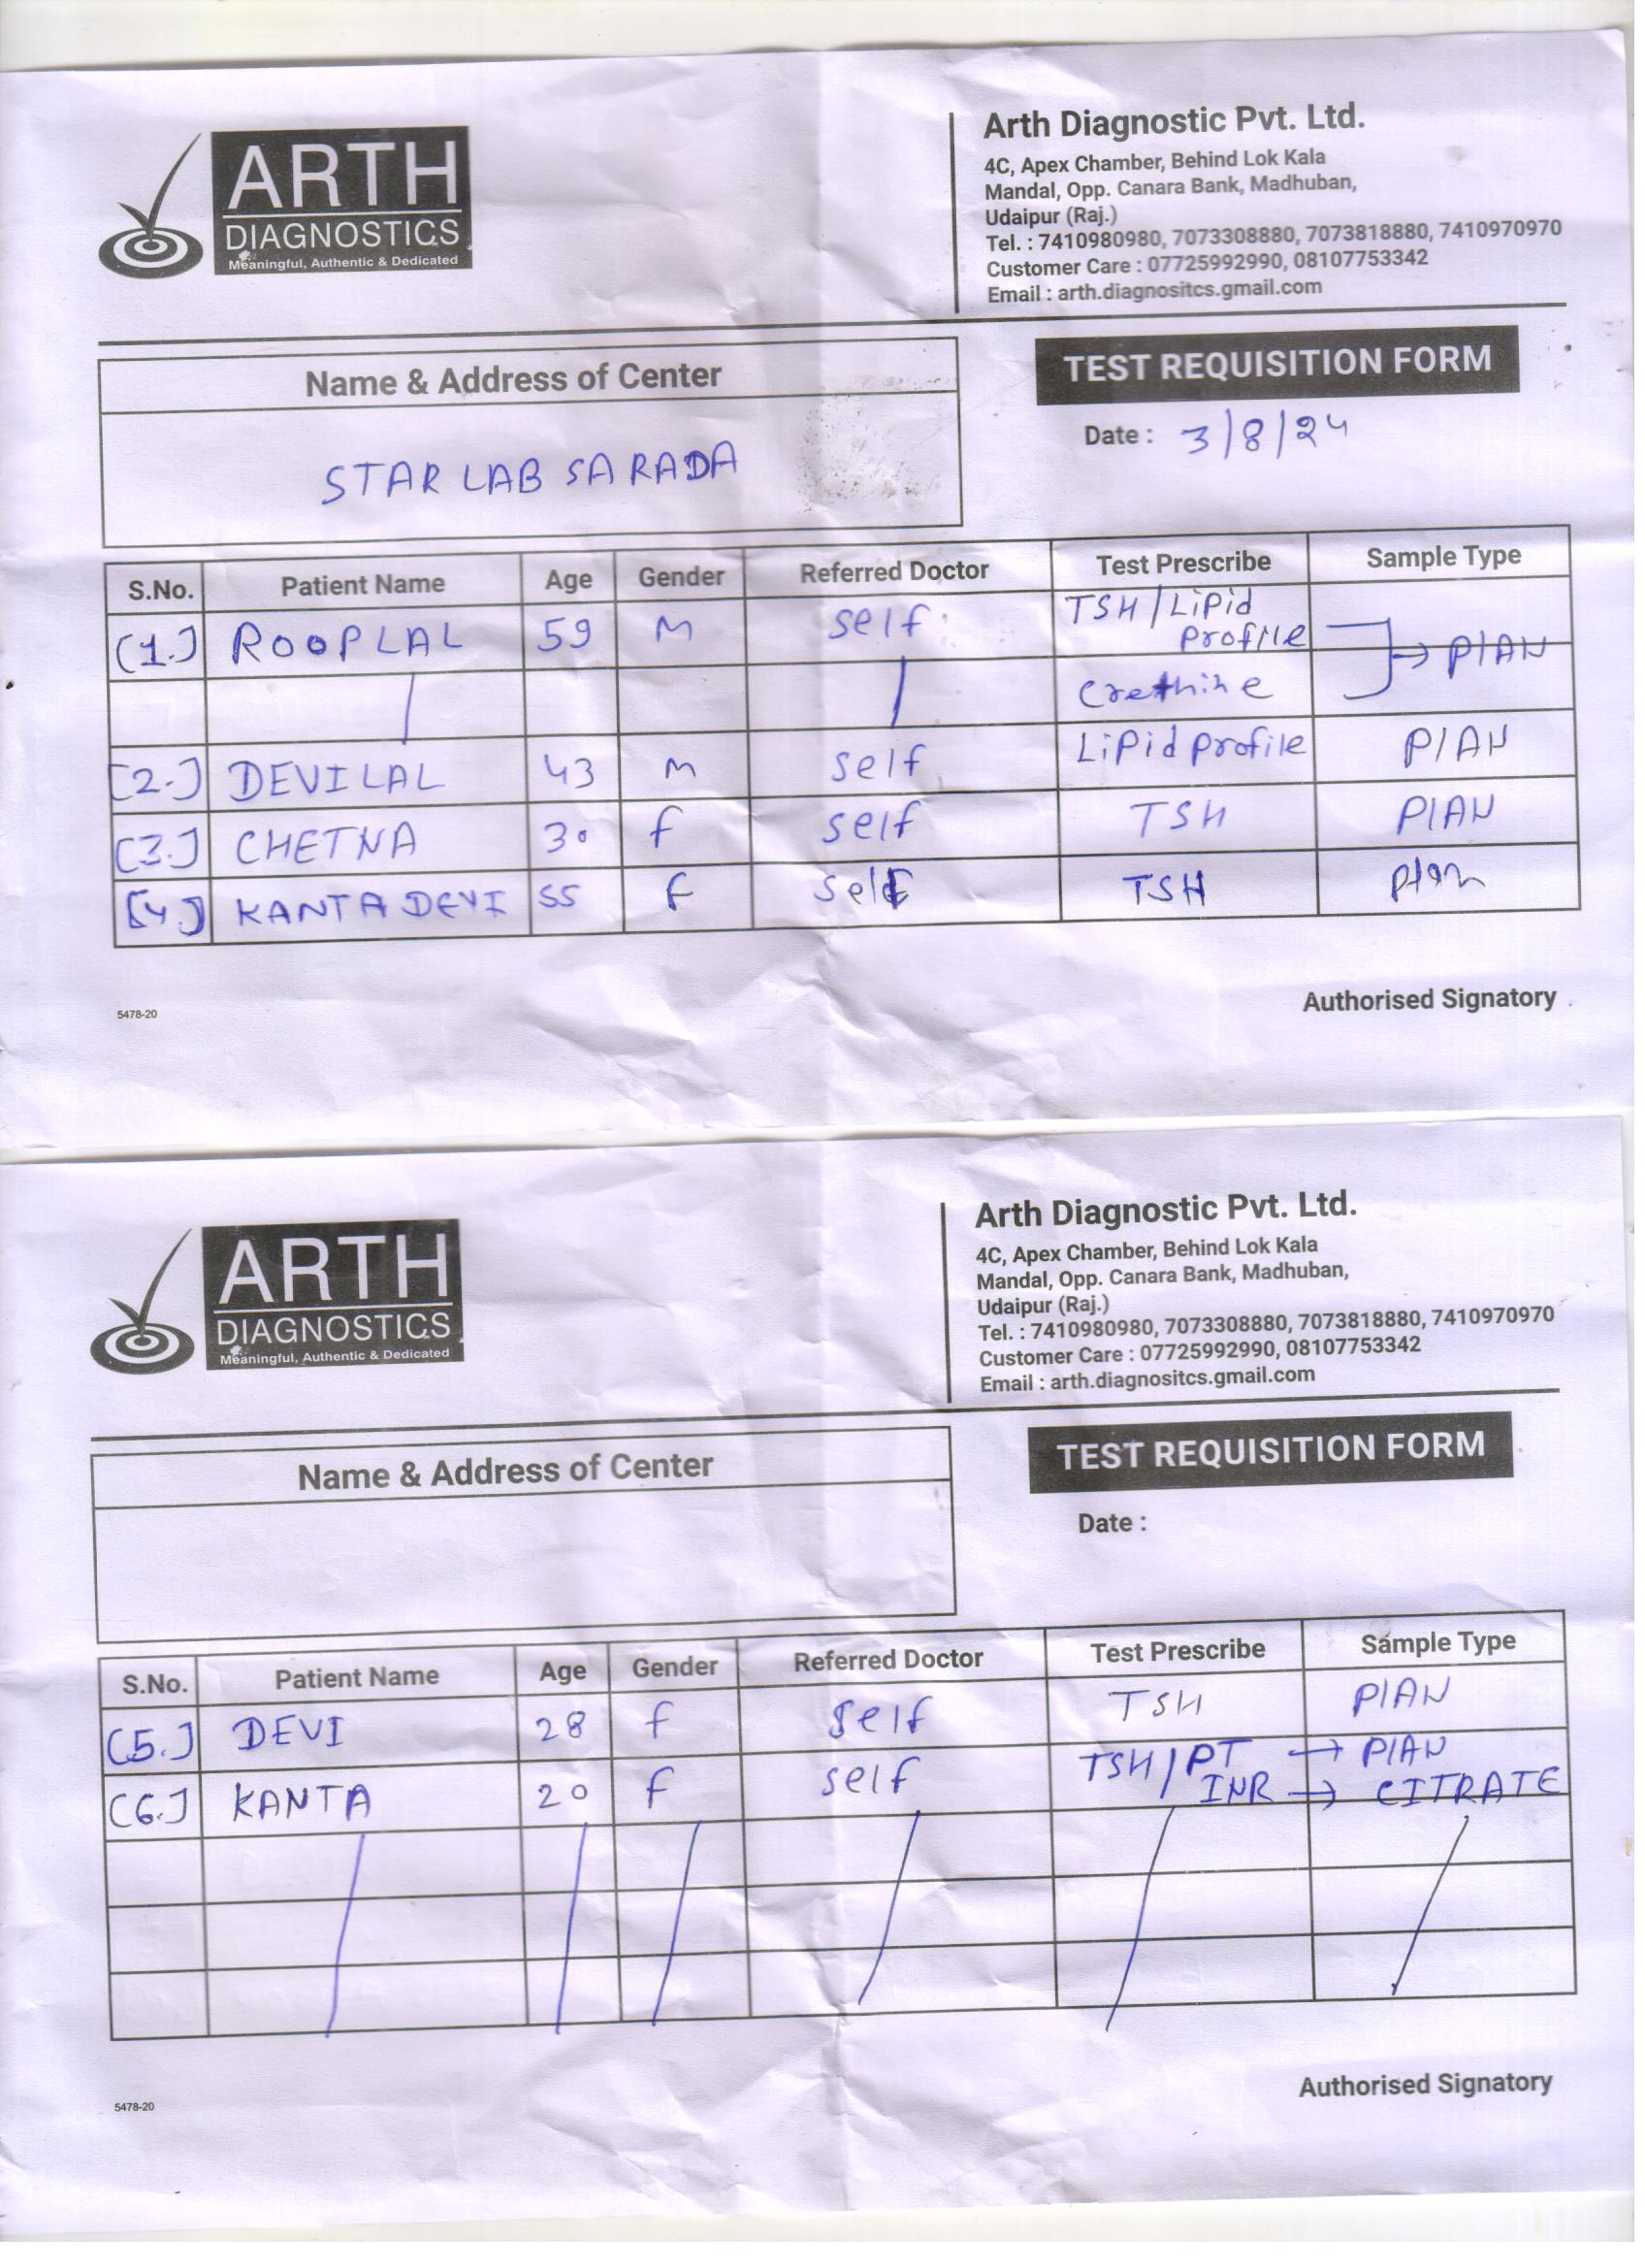 ARTH
DIAGNOSTICS
Meaningful, Authentic & Dedicated
Arth Diagnostic Pvt. Ltd.
4C, Apex Chamber, Behind Lok Kala
Mandal, Opp. Canara Bank, Madhuban,
Udaipur (Raj.)
Tel. : 7410980980, 7073308880, 7073818880, 7410970970
Customer Care : 07725992990, 08107753342
Email : arth.diagnositcs.gmail.com
Name & Address of Center
STAR LAB SARADA
TEST REQUISITION FORM
Date : 3/8/24
S.No. Patient Name Age Gender Referred Doctor Test Prescribe Sample Type
(1.) ROOPLAL 59 M self TSH/Lipid
profile
Crethine → PlAN
(2.) DEVILAL 43 M self Lipid profile PlAN
(3.) CHETNA 30 f self TSH PlAN
(4.) KANTA DEVI 55 f self TSH plan
5478-20
Authorised Signatory
ARTH
DIAGNOSTICS
Meaningful, Authentic & Dedicated
Arth Diagnostic Pvt. Ltd.
4C, Apex Chamber, Behind Lok Kala
Mandal, Opp. Canara Bank, Madhuban,
Udaipur (Raj.)
Tel. : 7410980980, 7073308880, 7073818880, 7410970970
Customer Care : 07725992990, 08107753342
Email : arth.diagnositcs.gmail.com
Name & Address of Center
TEST REQUISITION FORM
Date :
S.No. Patient Name Age Gender Referred Doctor Test Prescribe Sample Type
(5.) DEVI 28 f self TSH PlAN
(6.) KANTA 20 f self TSH/PT → PlAN
INR → CITRATE
5478-20
Authorised Signatory